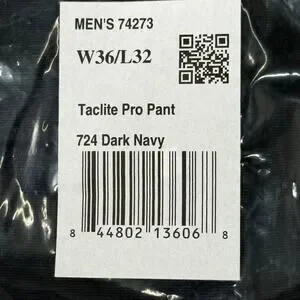 MEN'S 74273
W36/L32
Taclite Pro Pant
724 Dark Navy
8 44802 13606 8